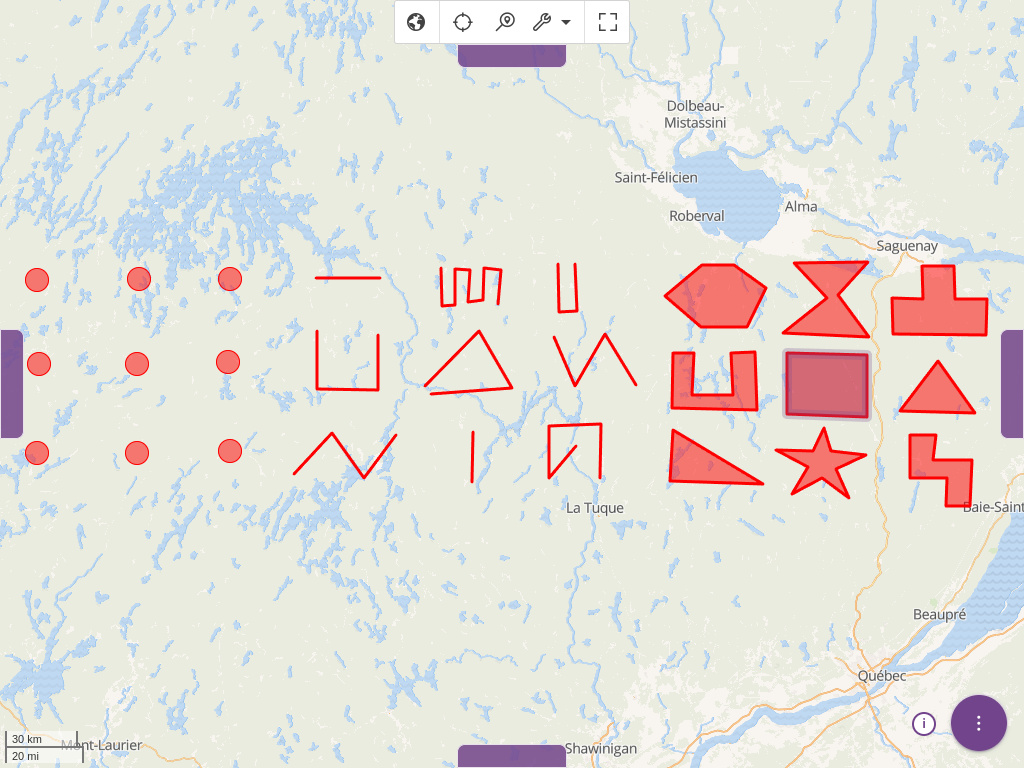 Dolbeau-
Mistassini
Saint-Félicien
Alma
Roberval
Saguenay
La Tuque
Baie-Saint
Beaupré
Québec
i
30 km
20 mi
Mont-Laurier
Shawinigan